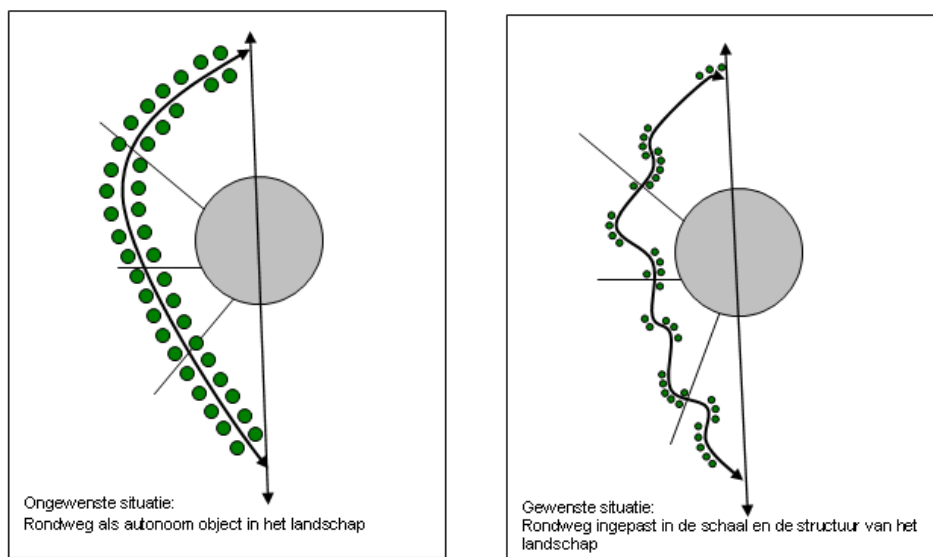 Ongewenste situatie:
Rondweg als autonoom object in het landschap
Gewenste situatie:
Rondweg ingepast in de schaal en de structuur van het
landschap